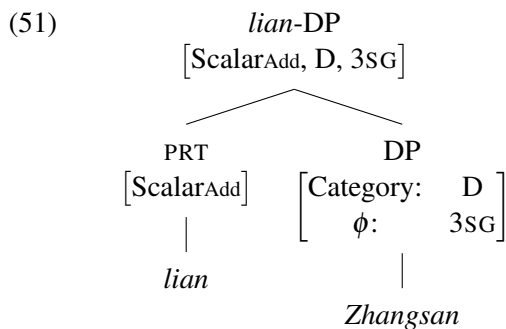 (51) lian-DP
[ScalarAdd, D, 3SG]
PRT DP
[ScalarAdd] [Category: D
ϕ: 3SG]
lian Zhangsan